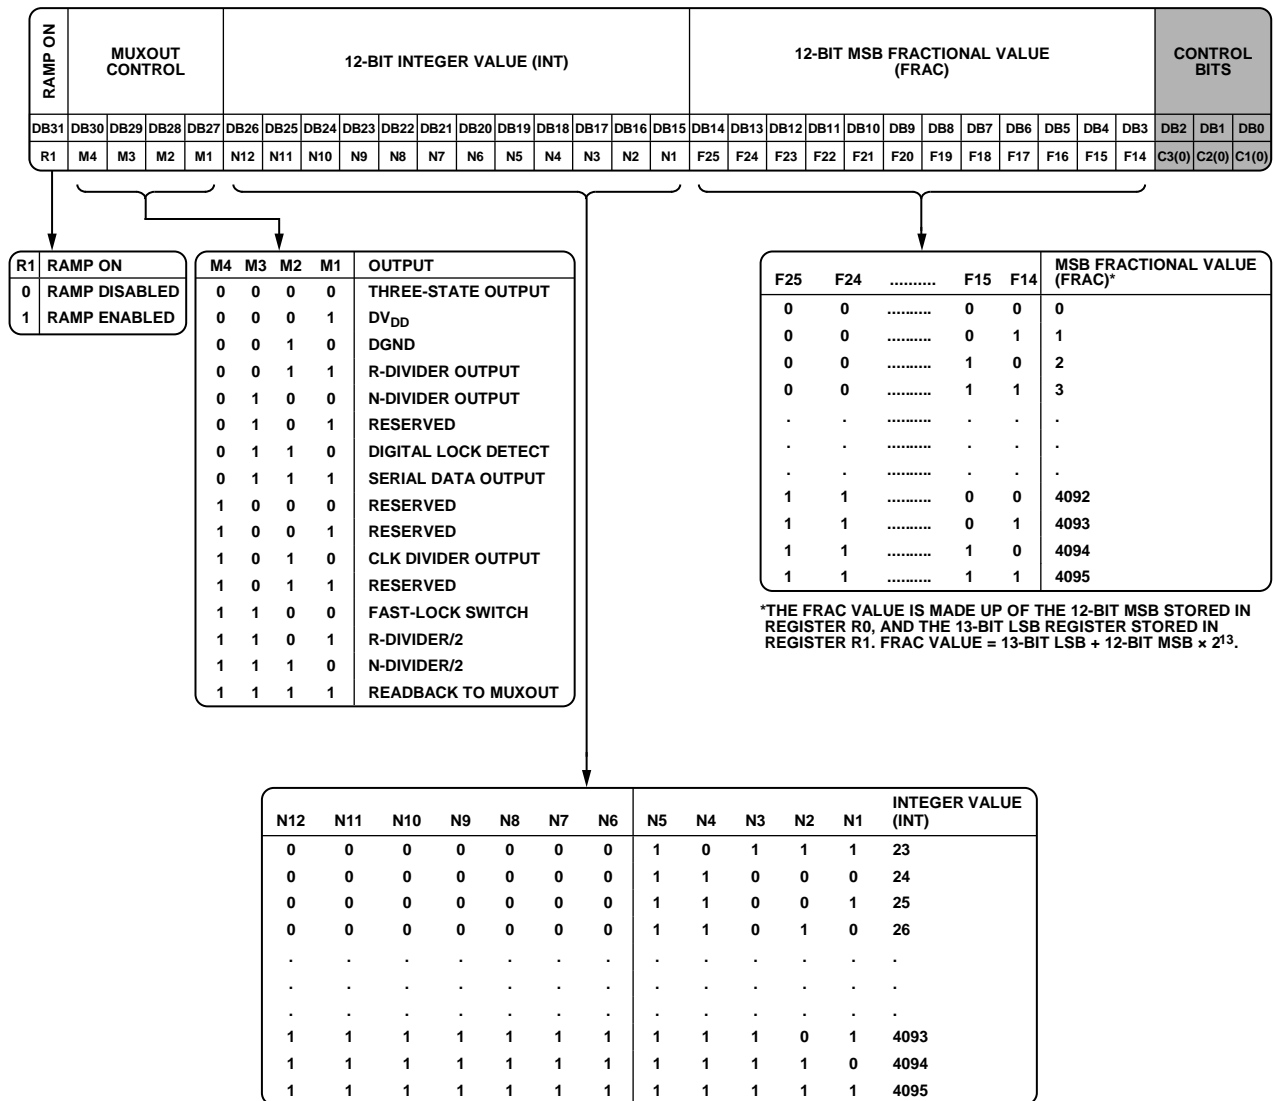 RAMP ON
MUXOUT
CONTROL
12-BIT INTEGER VALUE (INT)
12-BIT MSB FRACTIONAL VALUE
(FRAC)
CONTROL
BITS
DB31 DB30 DB29 DB28 DB27 DB26 DB25 DB24 DB23 DB22 DB21 DB20 DB19 DB18 DB17 DB16 DB15 DB14 DB13 DB12 DB11 DB10 DB9 DB8 DB7 DB6 DB5 DB4 DB3 DB2 DB1 DB0
R1 M4 M3 M2 M1 N12 N11 N10 N9 N8 N7 N6 N5 N4 N3 N2 N1 F25 F24 F23 F22 F21 F20 F19 F18 F17 F16 F15 F14 C3(0) C2(0) C1(0)
R1 RAMP ON
0 RAMP DISABLED
1 RAMP ENABLED
M4 M3 M2 M1 OUTPUT
0 0 0 0 THREE-STATE OUTPUT
0 0 0 1 DVDD
0 0 1 0 DGND
0 0 1 1 R-DIVIDER OUTPUT
0 1 0 0 N-DIVIDER OUTPUT
0 1 0 1 RESERVED
0 1 1 0 DIGITAL LOCK DETECT
0 1 1 1 SERIAL DATA OUTPUT
1 0 0 0 RESERVED
1 0 0 1 RESERVED
1 0 1 0 CLK DIVIDER OUTPUT
1 0 1 1 RESERVED
1 1 0 0 FAST-LOCK SWITCH
1 1 0 1 R-DIVIDER/2
1 1 1 0 N-DIVIDER/2
1 1 1 1 READBACK TO MUXOUT
F25 F24 .......... F15 F14 MSB FRACTIONAL VALUE
(FRAC)*
0 0 .......... 0 0 0
0 0 .......... 0 1 1
0 0 .......... 1 0 2
0 0 .......... 1 1 3
. . .......... . . .
. . .......... . . .
. . .......... . . .
1 1 .......... 0 0 4092
1 1 .......... 0 1 4093
1 1 .......... 1 0 4094
1 1 .......... 1 1 4095
*THE FRAC VALUE IS MADE UP OF THE 12-BIT MSB STORED IN
REGISTER R0, AND THE 13-BIT LSB REGISTER STORED IN
REGISTER R1. FRAC VALUE = 13-BIT LSB + 12-BIT MSB × 2¹³.
N12 N11 N10 N9 N8 N7 N6 N5 N4 N3 N2 N1 INTEGER VALUE
(INT)
0 0 0 0 0 0 0 1 0 1 1 1 23
0 0 0 0 0 0 0 1 1 0 0 0 24
0 0 0 0 0 0 0 1 1 0 0 1 25
0 0 0 0 0 0 0 1 1 0 1 0 26
. . . . . . . . . . . . .
. . . . . . . . . . . . .
. . . . . . . . . . . . .
1 1 1 1 1 1 1 1 1 1 0 1 4093
1 1 1 1 1 1 1 1 1 1 1 0 4094
1 1 1 1 1 1 1 1 1 1 1 1 4095